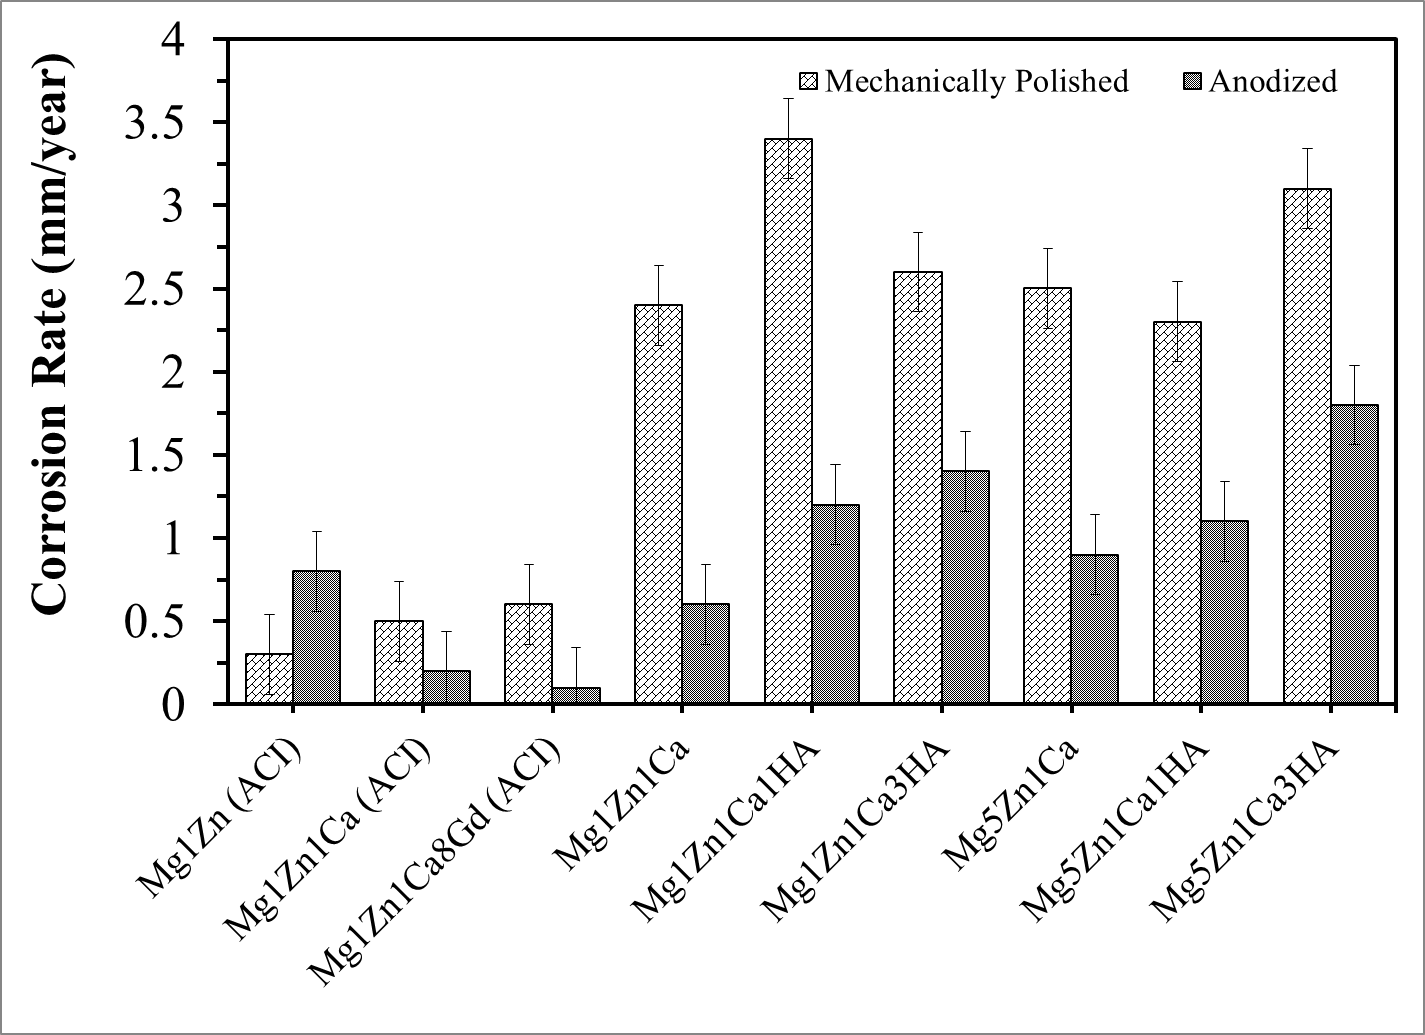 Corrosion Rate (mm/year)
4
3.5
3
2.5
2
1.5
1
0.5
0
Mechanically Polished
Anodized
Mg1Zn (ACI)
Mg1Zn1Ca (ACI)
Mg1Zn1Ca8Gd (ACI)
Mg1Zn1Ca
Mg1Zn1Ca1HA
Mg1Zn1Ca3HA
Mg5Zn1Ca
Mg5Zn1Ca1HA
Mg5Zn1Ca3HA